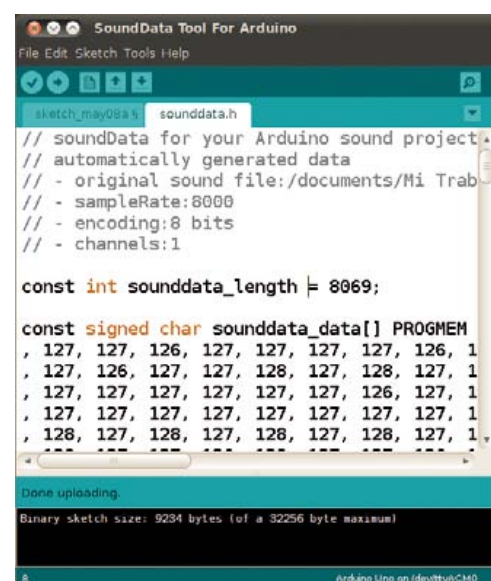 SoundData Tool For Arduino
File Edit Sketch Tools Help
sketch_may08a § sounddata.h
// soundData for your Arduino sound project
// automatically generated data
// - original sound file:/documents/Mi Trab
// - sampleRate:8000
// - encoding:8 bits
// - channels:1
const int sounddata_length = 8069;
const signed char sounddata_data[] PROGMEM
, 127, 127, 126, 127, 127, 127, 127, 126, 1
, 127, 126, 127, 127, 128, 127, 128, 127, 1
, 127, 127, 127, 127, 127, 127, 126, 127, 1
, 127, 127, 127, 127, 127, 127, 127, 127, 1
, 128, 127, 128, 127, 128, 127, 128, 127, 1
Done uploading.
Binary sketch size: 9234 bytes (of a 32256 byte maximum)
Arduino Uno on /dev/ttyACM0